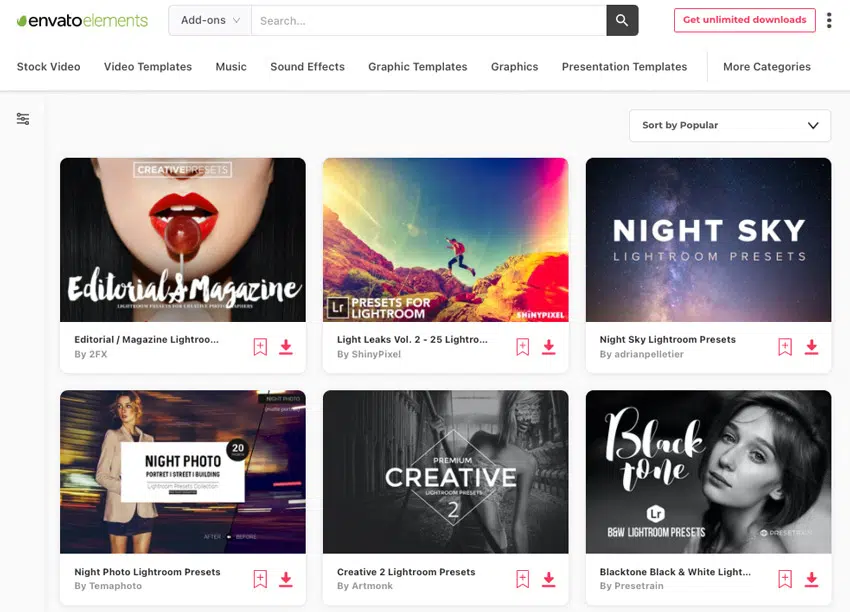 envatoelements
Add-ons
Search...
Get unlimited downloads
Stock Video
Video Templates
Music
Sound Effects
Graphic Templates
Graphics
Presentation Templates
More Categories
Sort by Popular
CREATIVEPRESETS
Editorial & Magazine
LIGHTROOM PRESETS FOR CREATIVE PHOTOGRAPHERS
Editorial / Magazine Lightroo...
By 2FX
Lr
PRESETS FOR
LIGHTROOM
SHiNYPIXEL
Light Leaks Vol. 2 - 25 Lightro...
By ShinyPixel
NIGHT SKY
LIGHTROOM PRESETS
Night Sky Lightroom Presets
By adrianpelletier
NIGHT PHOTO
20
NIGHT PHOTO
PORTRET | STREET | BUILDING
Lightroom Presets Collection
AFTER
BEFORE
Night Photo Lightroom Presets
By Temaphoto
PREMIUM
CREATIVE
LIGHTROOM PRESETS
2
Creative 2 Lightroom Presets
By Artmonk
Black
tone
Lr
B&W LIGHTROOM PRESETS
PRESETRAIN
Blacktone Black & White Light...
By Presetrain